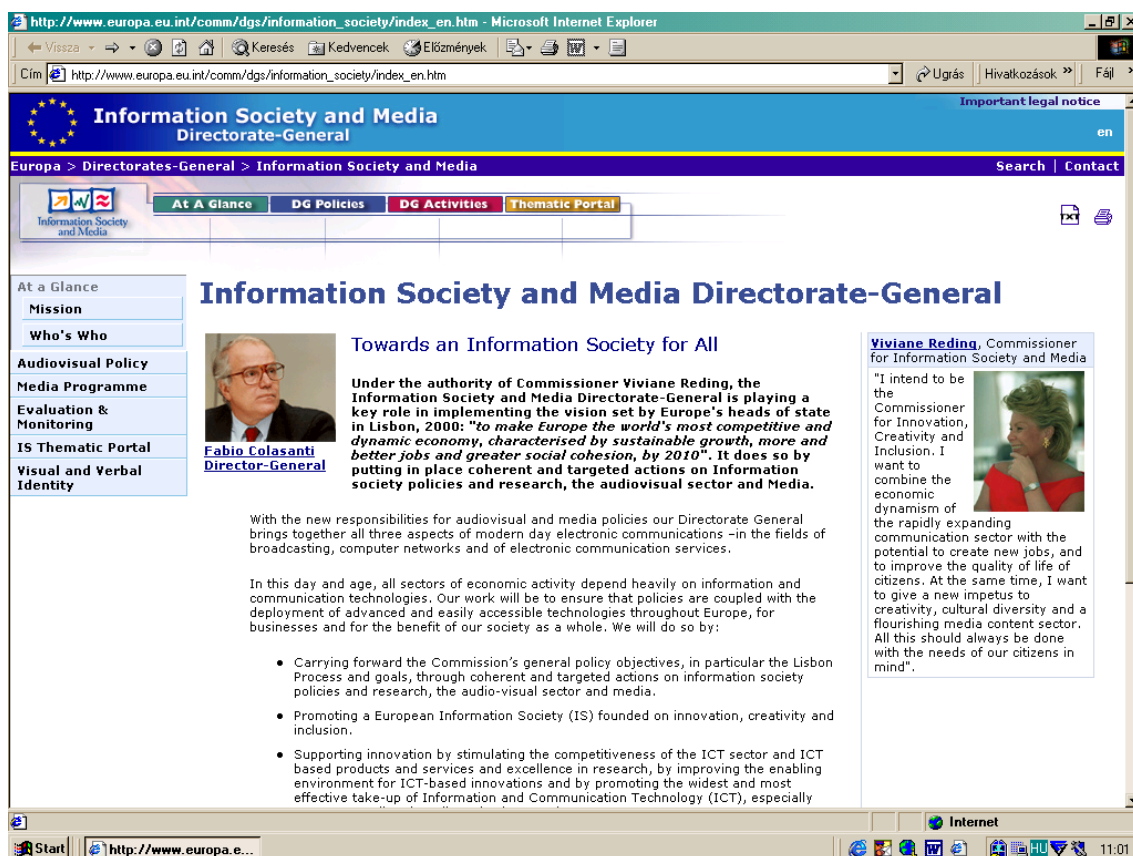 http://www.europa.eu.int/comm/dgs/information_society/index_en.htm - Microsoft Internet Explorer
Vissza
Keresés
Kedvencek
Előzmények
Cím
http://www.europa.eu.int/comm/dgs/information_society/index_en.htm
Ugrás
Hivatkozások »
Fájl
Important legal notice
Information Society and Media
Directorate-General
en
Europa > Directorates-General > Information Society and Media
Search | Contact
Information Society
and Media
At A Glance
DG Policies
DG Activities
Thematic Portal
TXT
At a Glance
Mission
Who's Who
Audiovisual Policy
Media Programme
Evaluation &
Monitoring
IS Thematic Portal
Visual and Verbal
Identity
Information Society and Media Directorate-General
Fabio Colasanti
Director-General
Towards an Information Society for All
Under the authority of Commissioner Viviane Reding, the
Information Society and Media Directorate-General is playing a
key role in implementing the vision set by Europe's heads of state
in Lisbon, 2000: "to make Europe the world's most competitive and
dynamic economy, characterised by sustainable growth, more and
better jobs and greater social cohesion, by 2010". It does so by
putting in place coherent and targeted actions on Information
society policies and research, the audiovisual sector and Media.
With the new responsibilities for audiovisual and media policies our Directorate General
brings together all three aspects of modern day electronic communications –in the fields of
broadcasting, computer networks and of electronic communication services.
In this day and age, all sectors of economic activity depend heavily on information and
communication technologies. Our work will be to ensure that policies are coupled with the
deployment of advanced and easily accessible technologies throughout Europe, for
businesses and for the benefit of our society as a whole. We will do so by:
• Carrying forward the Commission's general policy objectives, in particular the Lisbon
Process and goals, through coherent and targeted actions on information society
policies and research, the audio-visual sector and media.
• Promoting a European Information Society (IS) founded on innovation, creativity and
inclusion.
• Supporting innovation by stimulating the competitiveness of the ICT sector and ICT
based products and services and excellence in research, by improving the enabling
environment for ICT-based innovations and by promoting the widest and most
effective take-up of Information and Communication Technology (ICT), especially
Viviane Reding, Commissioner
for Information Society and Media
"I intend to be
the
Commissioner
for Innovation,
Creativity and
Inclusion. I
want to
combine the
economic
dynamism of
the rapidly expanding
communication sector with the
potential to create new jobs, and
to improve the quality of life of
citizens. At the same time, I want
to give a new impetus to
creativity, cultural diversity and a
flourishing media content sector.
All this should always be done
with the needs of our citizens in
mind".
Internet
Start
http://www.europa.e...
HU
11:01